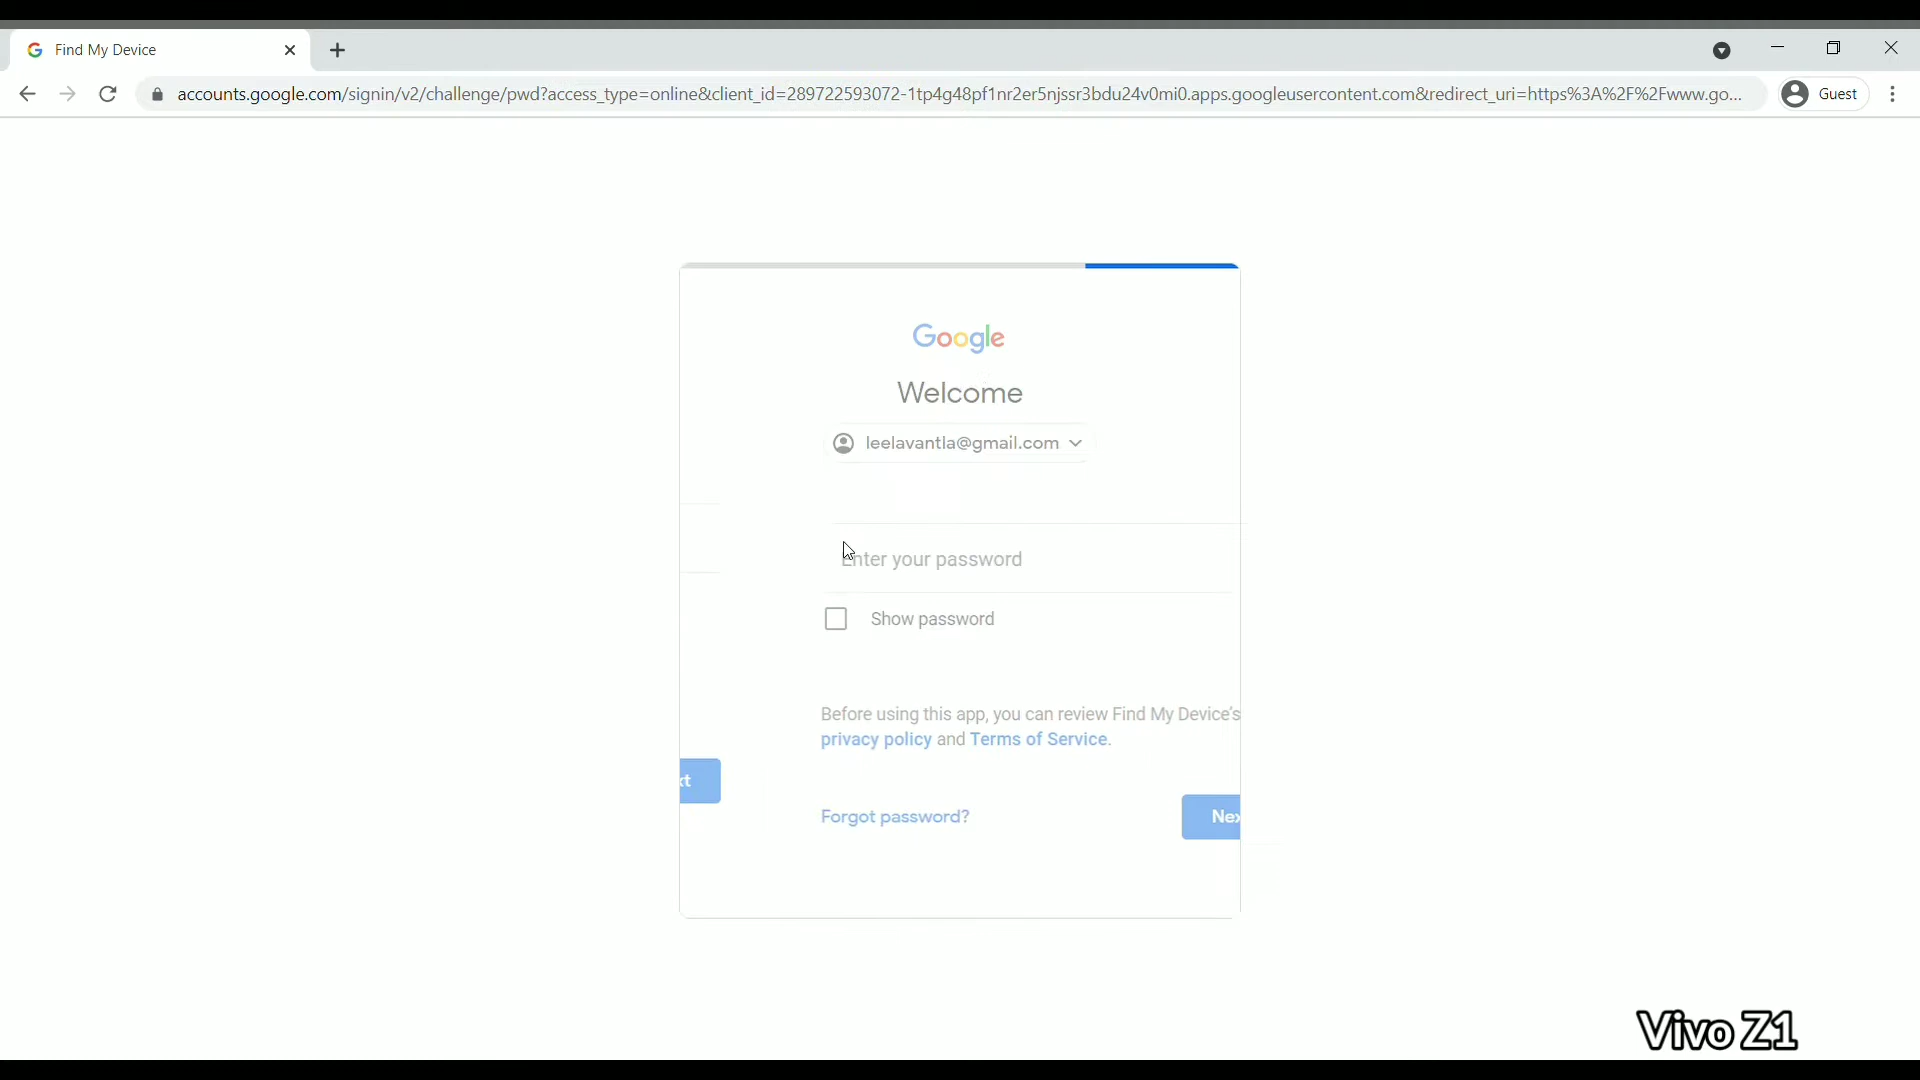 Find My Device
accounts.google.com/signin/v2/challenge/pwd?access_type=online&client_id=289722593072-1tp4g48pf1nr2er5njssr3bdu24v0mi0.apps.googleusercontent.com&redirect_uri=https%3A%2F%2Fwww.go...
Guest
Google
Welcome
leelavantla@gmail.com
Enter your password
Show password
Before using this app, you can review Find My Device's
privacy policy and Terms of Service.
xt
Forgot password?
Nex
Vivo Z1